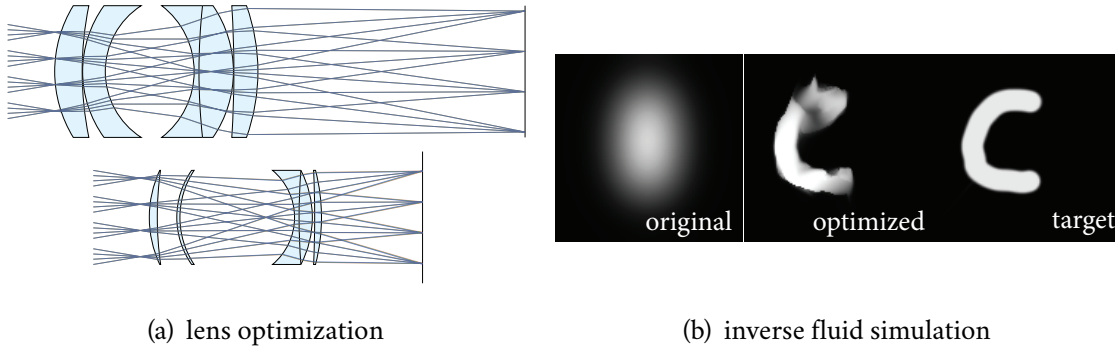 original
optimized
target
(a) lens optimization
(b) inverse fluid simulation